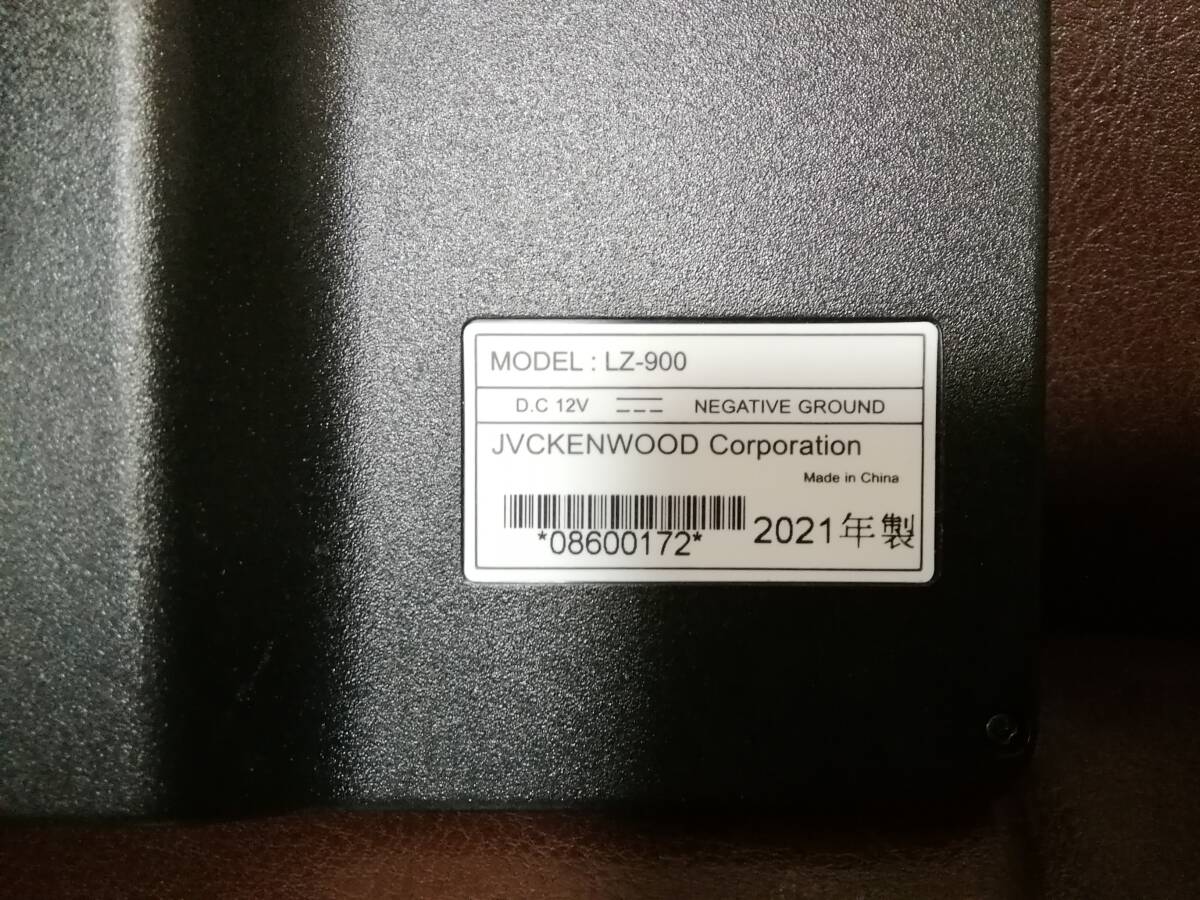 MODEL : LZ-900
D.C 12V NEGATIVE GROUND
JVCKENWOOD Corporation
Made in China
*08600172* 2021年製